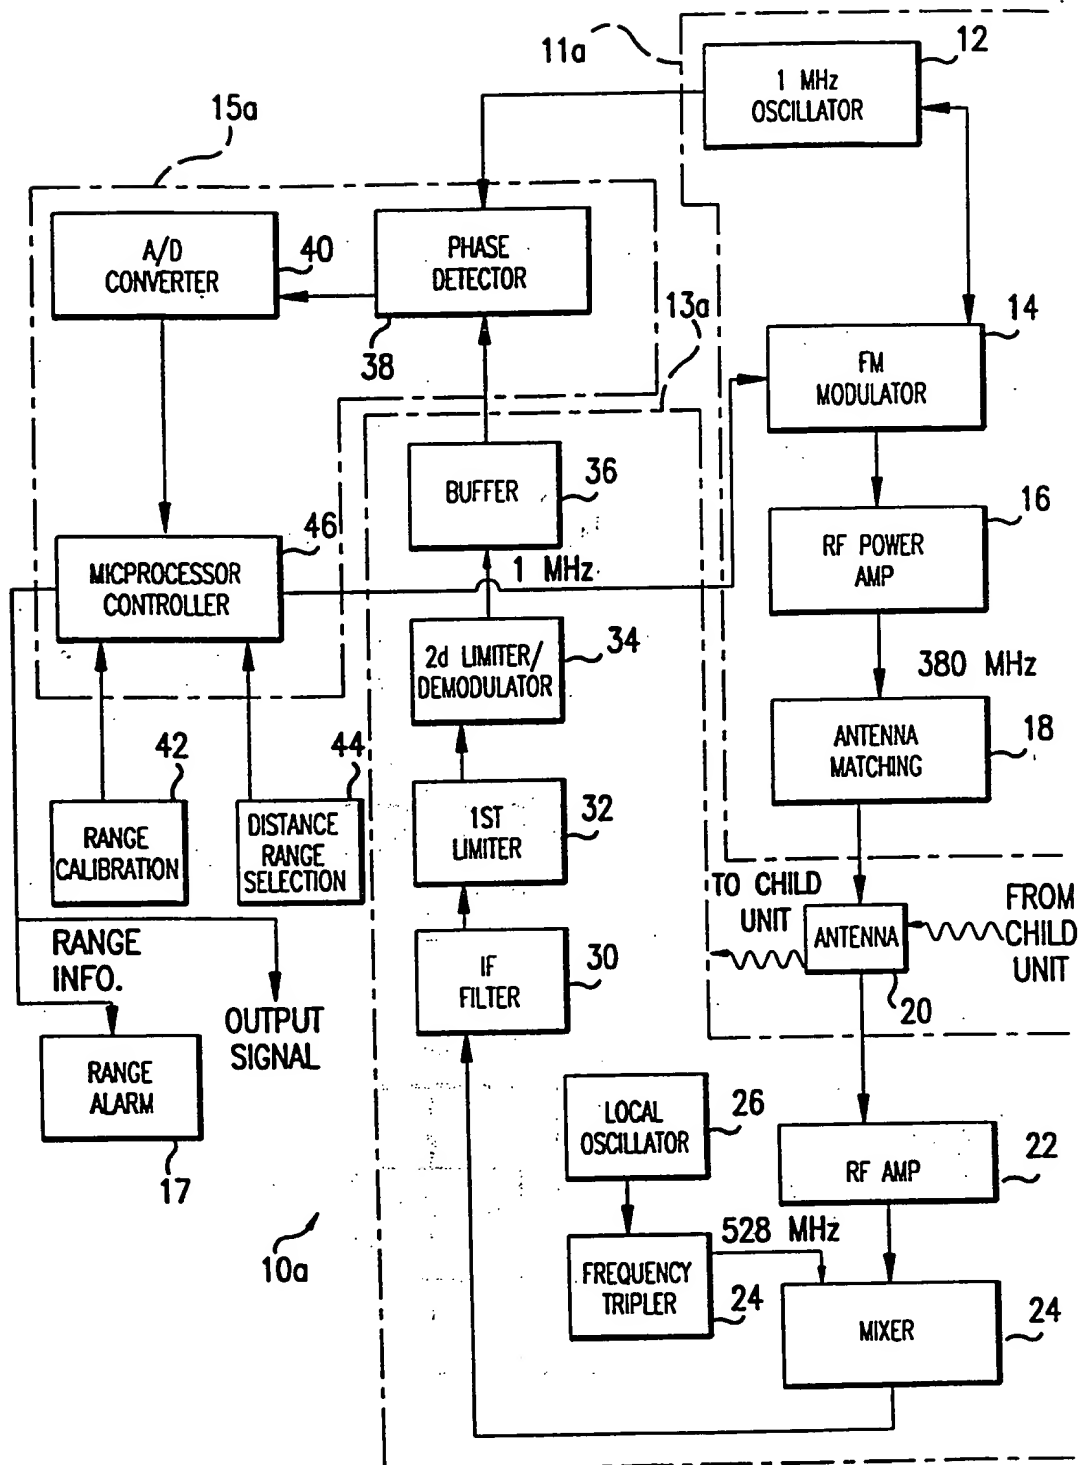 11a
12
1 MHz
OSCILLATOR
15a
A/D
CONVERTER
40
PHASE
DETECTOR
38
13a
14
FM
MODULATOR
BUFFER
36
16
RF POWER
AMP
46
MICPROCESSOR
CONTROLLER
1 MHz
2d LIMITER/
DEMODULATOR
34
380 MHz
ANTENNA
MATCHING
18
42
RANGE
CALIBRATION
44
DISTANCE
RANGE
SELECTION
1ST
LIMITER
32
TO CHILD
UNIT
ANTENNA
20
FROM
CHILD
UNIT
RANGE
INFO.
OUTPUT
SIGNAL
IF
FILTER
30
RANGE
ALARM
17
LOCAL
OSCILLATOR
26
RF AMP
22
10a
528 MHz
FREQUENCY
TRIPLER
24
MIXER
24